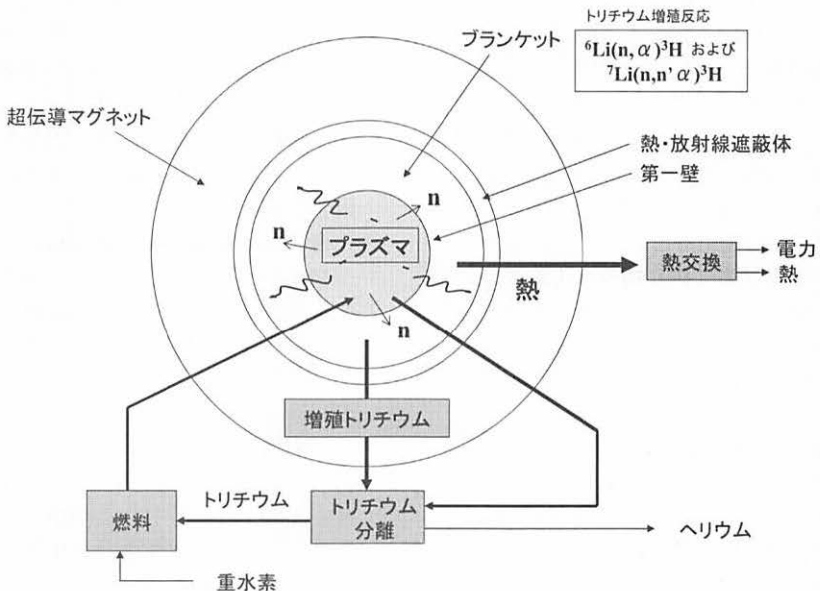 トリチウム増殖反応
⁶Li(n, α)³H および
⁷Li(n,n' α)³H
ブランケット
超伝導マグネット
熱・放射線遮蔽体
第一壁
n
n
プラズマ
n
熱
熱交換
電力
熱
増殖トリチウム
燃料
トリチウム
トリチウム
分離
ヘリウム
重水素